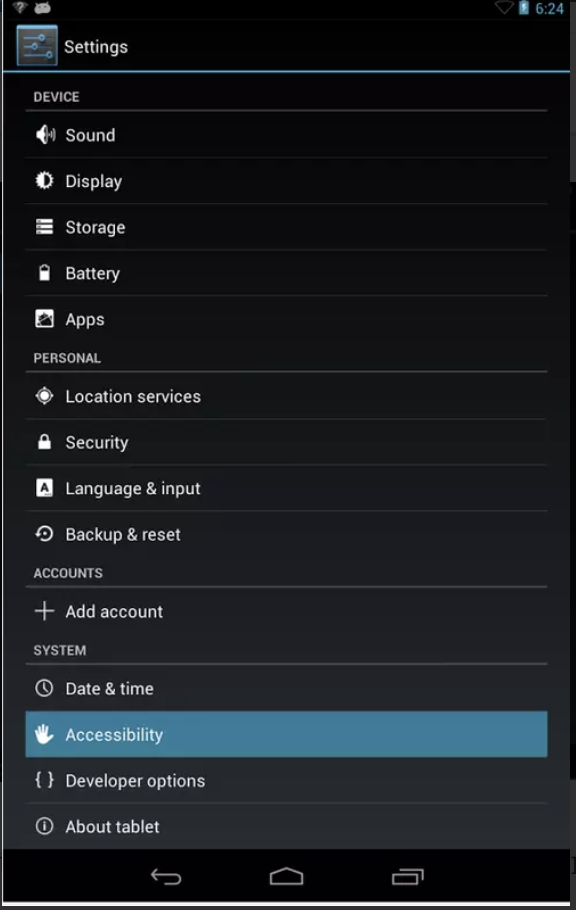 6:24
Settings
DEVICE
Sound
Display
Storage
Battery
Apps
PERSONAL
Location services
Security
A Language & input
Backup & reset
ACCOUNTS
Add account
SYSTEM
Date & time
Accessibility
{ } Developer options
About tablet